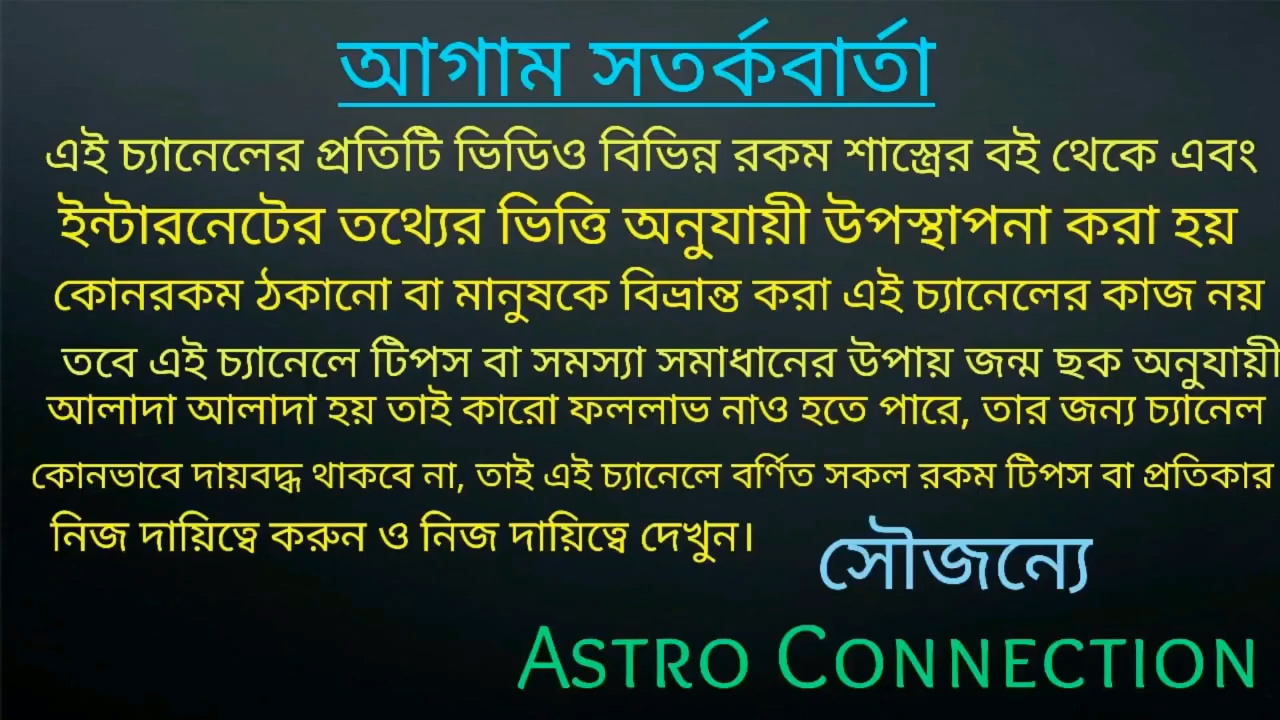 আগাম সতর্কবার্তা
এই চ্যানেলের প্রতিটি ভিডিও বিভিন্ন রকম শাস্ত্রের বই থেকে এবং
ইন্টারনেটের তথ্যের ভিত্তি অনুযায়ী উপস্থাপনা করা হয়
কোনরকম ঠকানো বা মানুষকে বিভ্রান্ত করা এই চ্যানেলের কাজ নয়
তবে এই চ্যানেলে টিপস বা সমস্যা সমাধানের উপায় জন্ম ছক অনুযায়ী
আলাদা আলাদা হয় তাই কারো ফললাভ নাও হতে পারে, তার জন্য চ্যানেল
কোনভাবে দায়বদ্ধ থাকবে না, তাই এই চ্যানেলে বর্ণিত সকল রকম টিপস বা প্রতিকার
নিজ দায়িত্বে করুন ও নিজ দায়িত্বে দেখুন।
সৌজন্যে
ASTRO CONNECTION